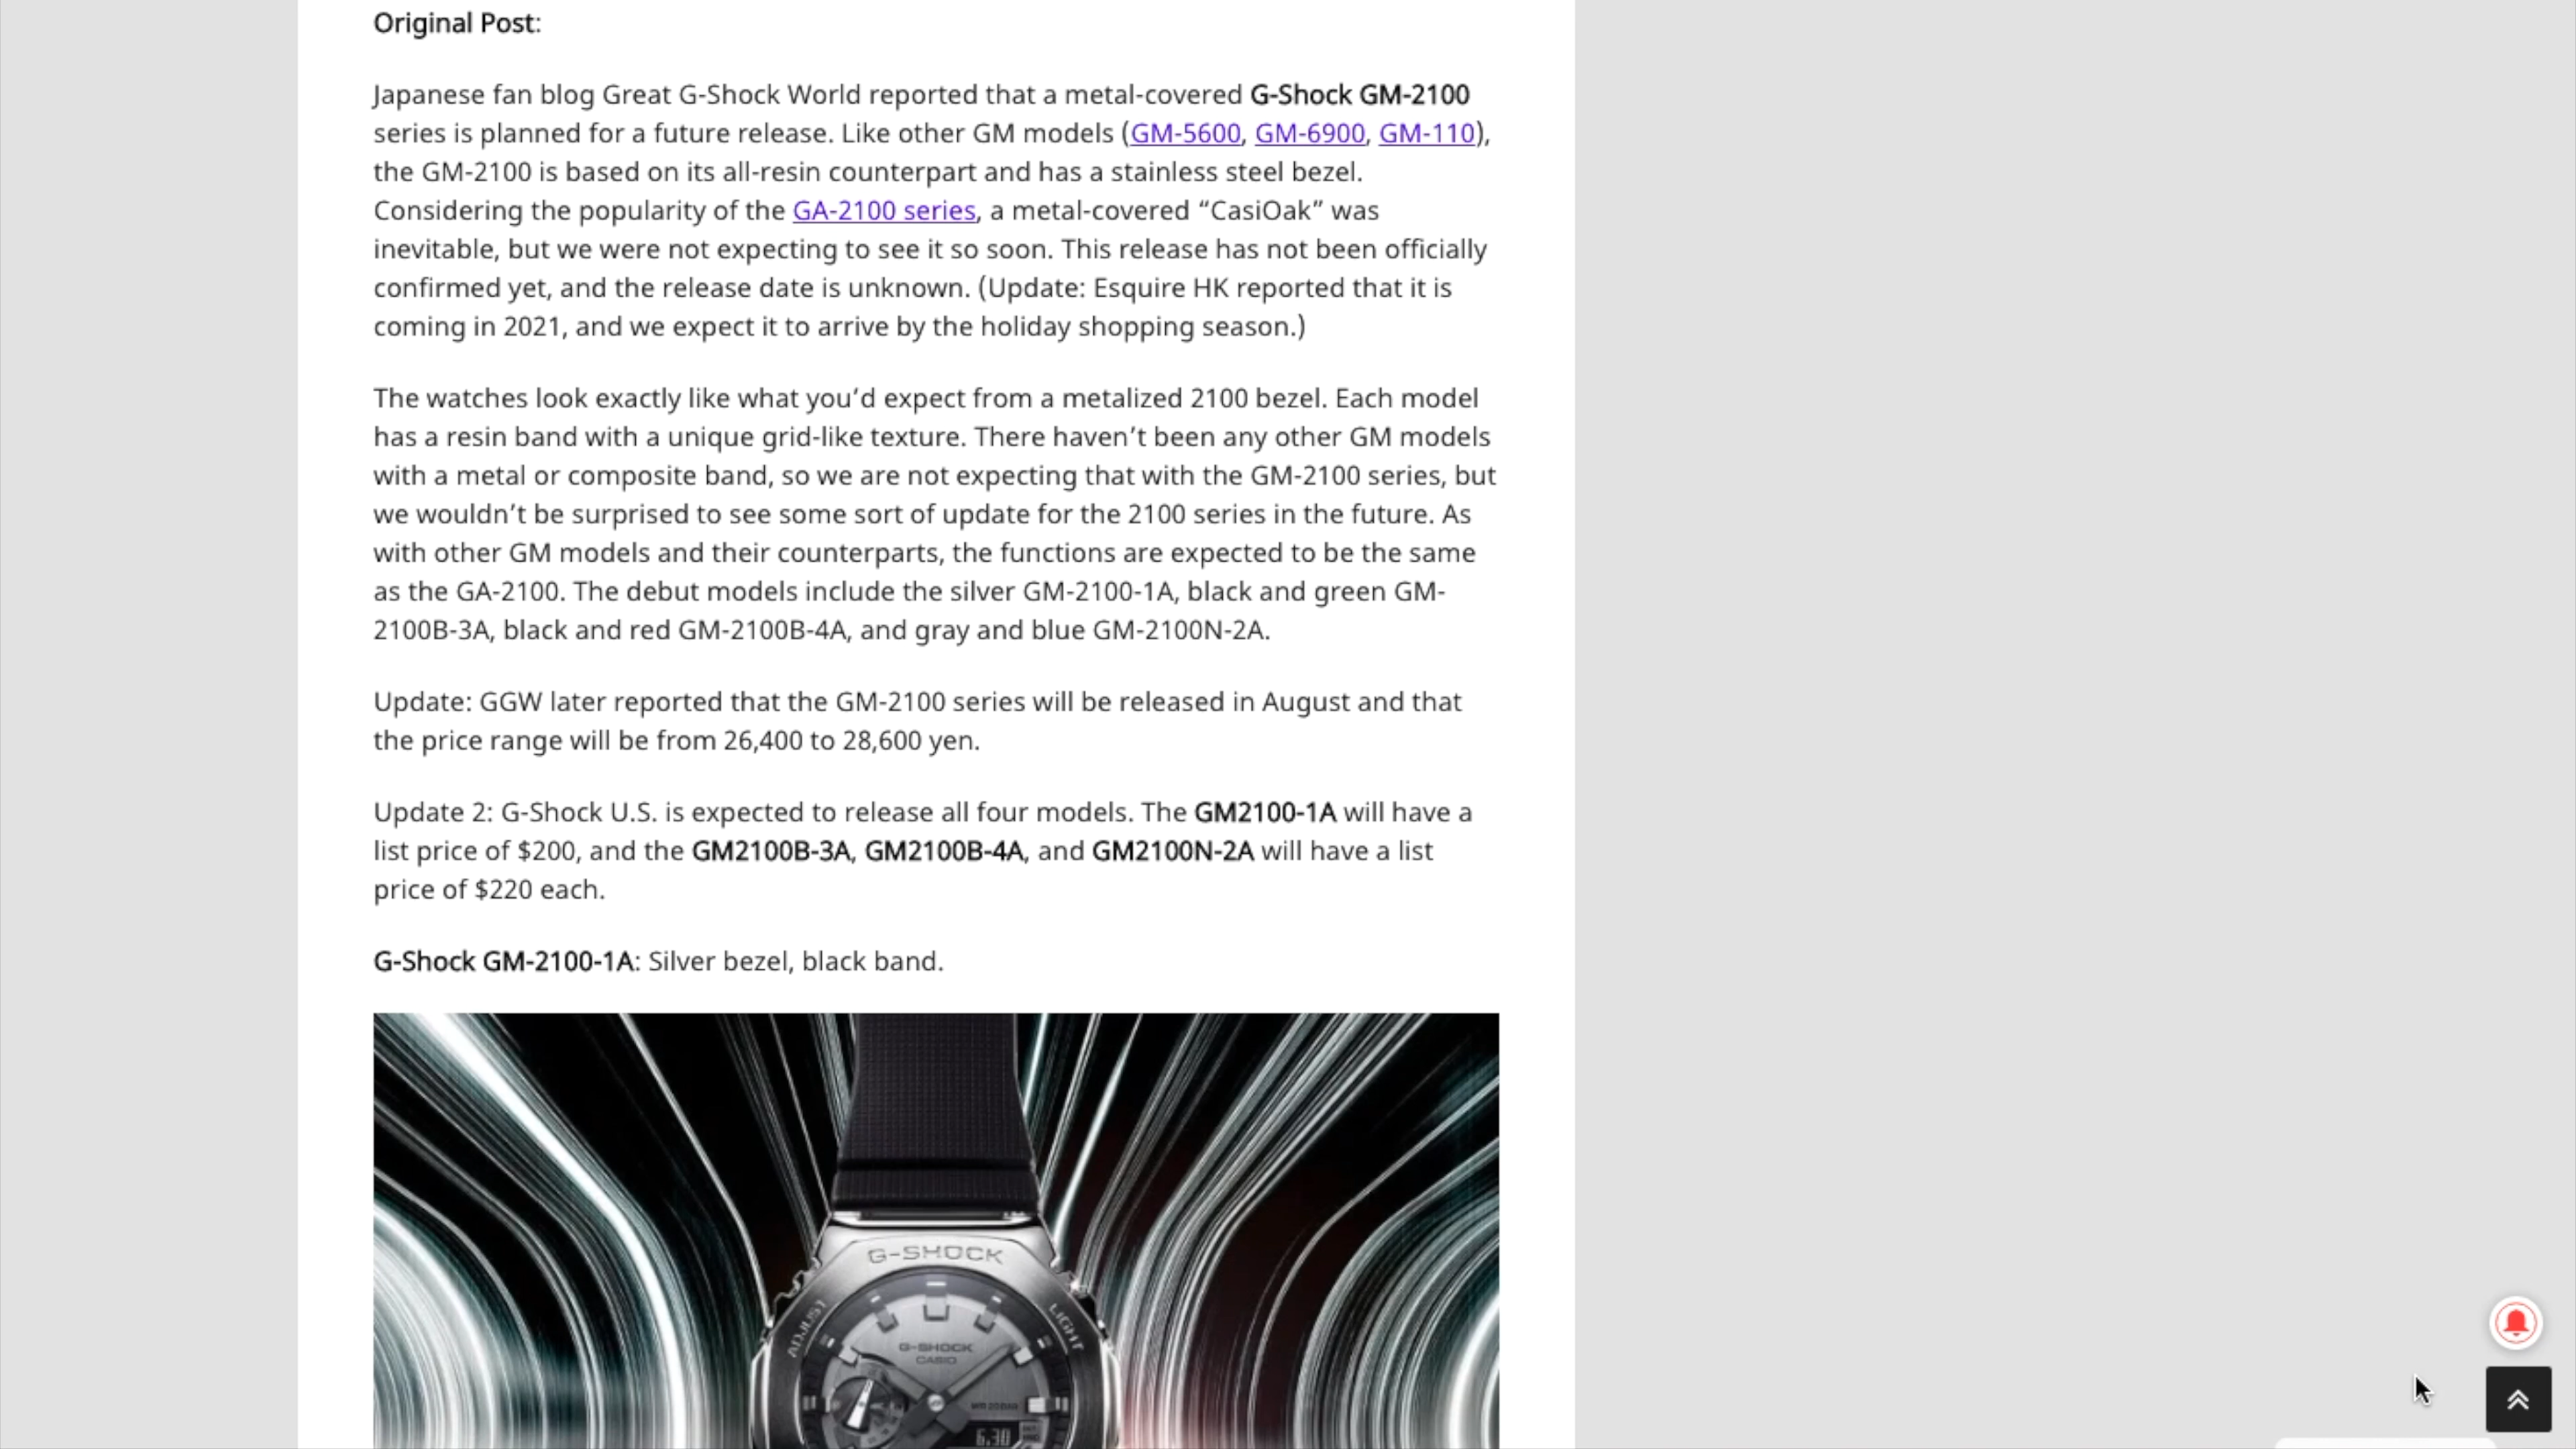 Original Post:
Japanese fan blog Great G-Shock World reported that a metal-covered G-Shock GM-2100
series is planned for a future release. Like other GM models (GM-5600, GM-6900, GM-110),
the GM-2100 is based on its all-resin counterpart and has a stainless steel bezel.
Considering the popularity of the GA-2100 series, a metal-covered “CasiOak” was
inevitable, but we were not expecting to see it so soon. This release has not been officially
confirmed yet, and the release date is unknown. (Update: Esquire HK reported that it is
coming in 2021, and we expect it to arrive by the holiday shopping season.)
The watches look exactly like what you’d expect from a metalized 2100 bezel. Each model
has a resin band with a unique grid-like texture. There haven’t been any other GM models
with a metal or composite band, so we are not expecting that with the GM-2100 series, but
we wouldn’t be surprised to see some sort of update for the 2100 series in the future. As
with other GM models and their counterparts, the functions are expected to be the same
as the GA-2100. The debut models include the silver GM-2100-1A, black and green GM-
2100B-3A, black and red GM-2100B-4A, and gray and blue GM-2100N-2A.
Update: GGW later reported that the GM-2100 series will be released in August and that
the price range will be from 26,400 to 28,600 yen.
Update 2: G-Shock U.S. is expected to release all four models. The GM2100-1A will have a
list price of $200, and the GM2100B-3A, GM2100B-4A, and GM2100N-2A will have a list
price of $220 each.
G-Shock GM-2100-1A: Silver bezel, black band.
G-SHOCK
ADJUST
LIGHT
G-SHOCK
CASIO
WR 20BAR
6:30